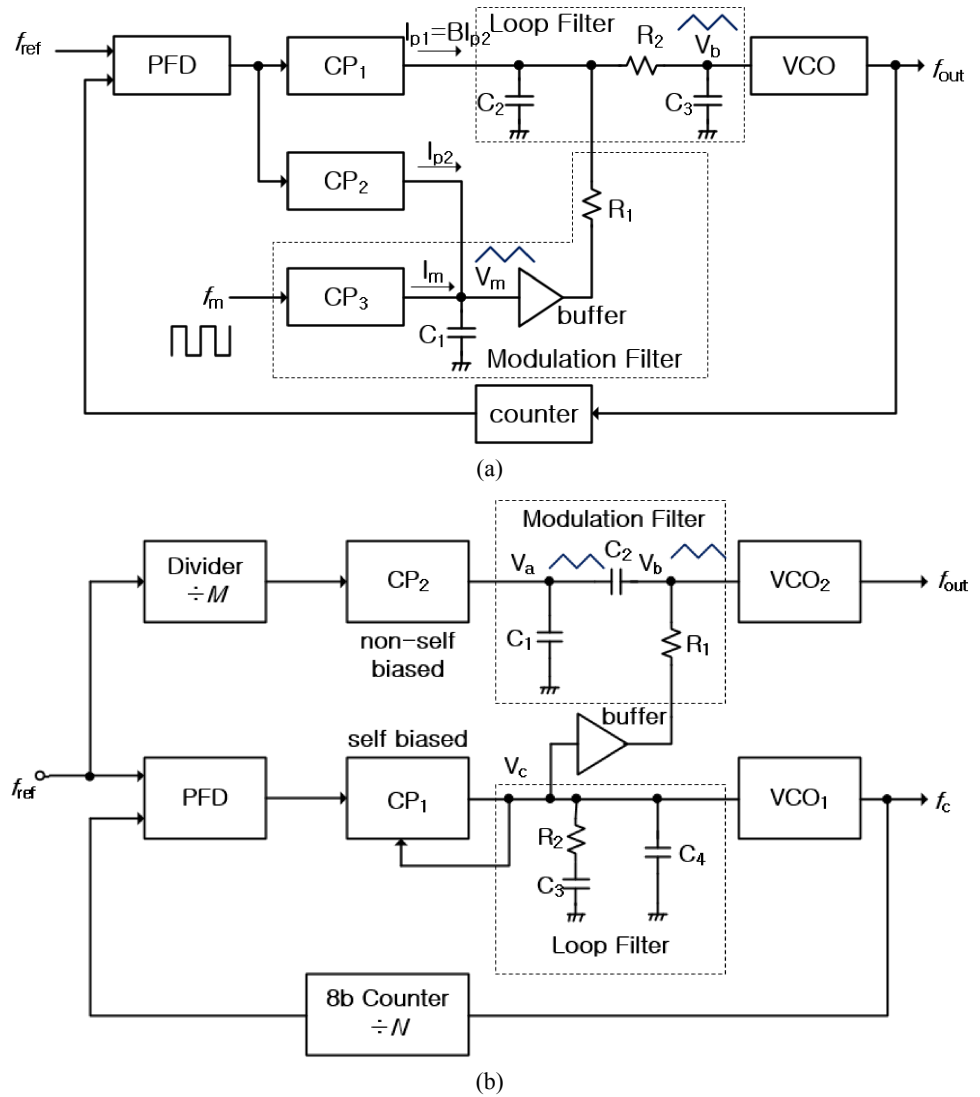 I_p1=BI_p2
Loop Filter
f_ref
PFD
CP_1
R_2
V_b
VCO
f_out
C_2
C_3
I_p2
CP_2
R_1
f_m
CP_3
I_m
V_m
buffer
C_1
Modulation Filter
counter
(a)
Modulation Filter
Divider
÷M
CP_2
V_a
C_2
V_b
VCO_2
f_out
non-self
biased
C_1
R_1
buffer
self biased
V_c
f_ref
PFD
CP_1
VCO_1
f_c
R_2
C_4
C_3
Loop Filter
8b Counter
÷N
(b)